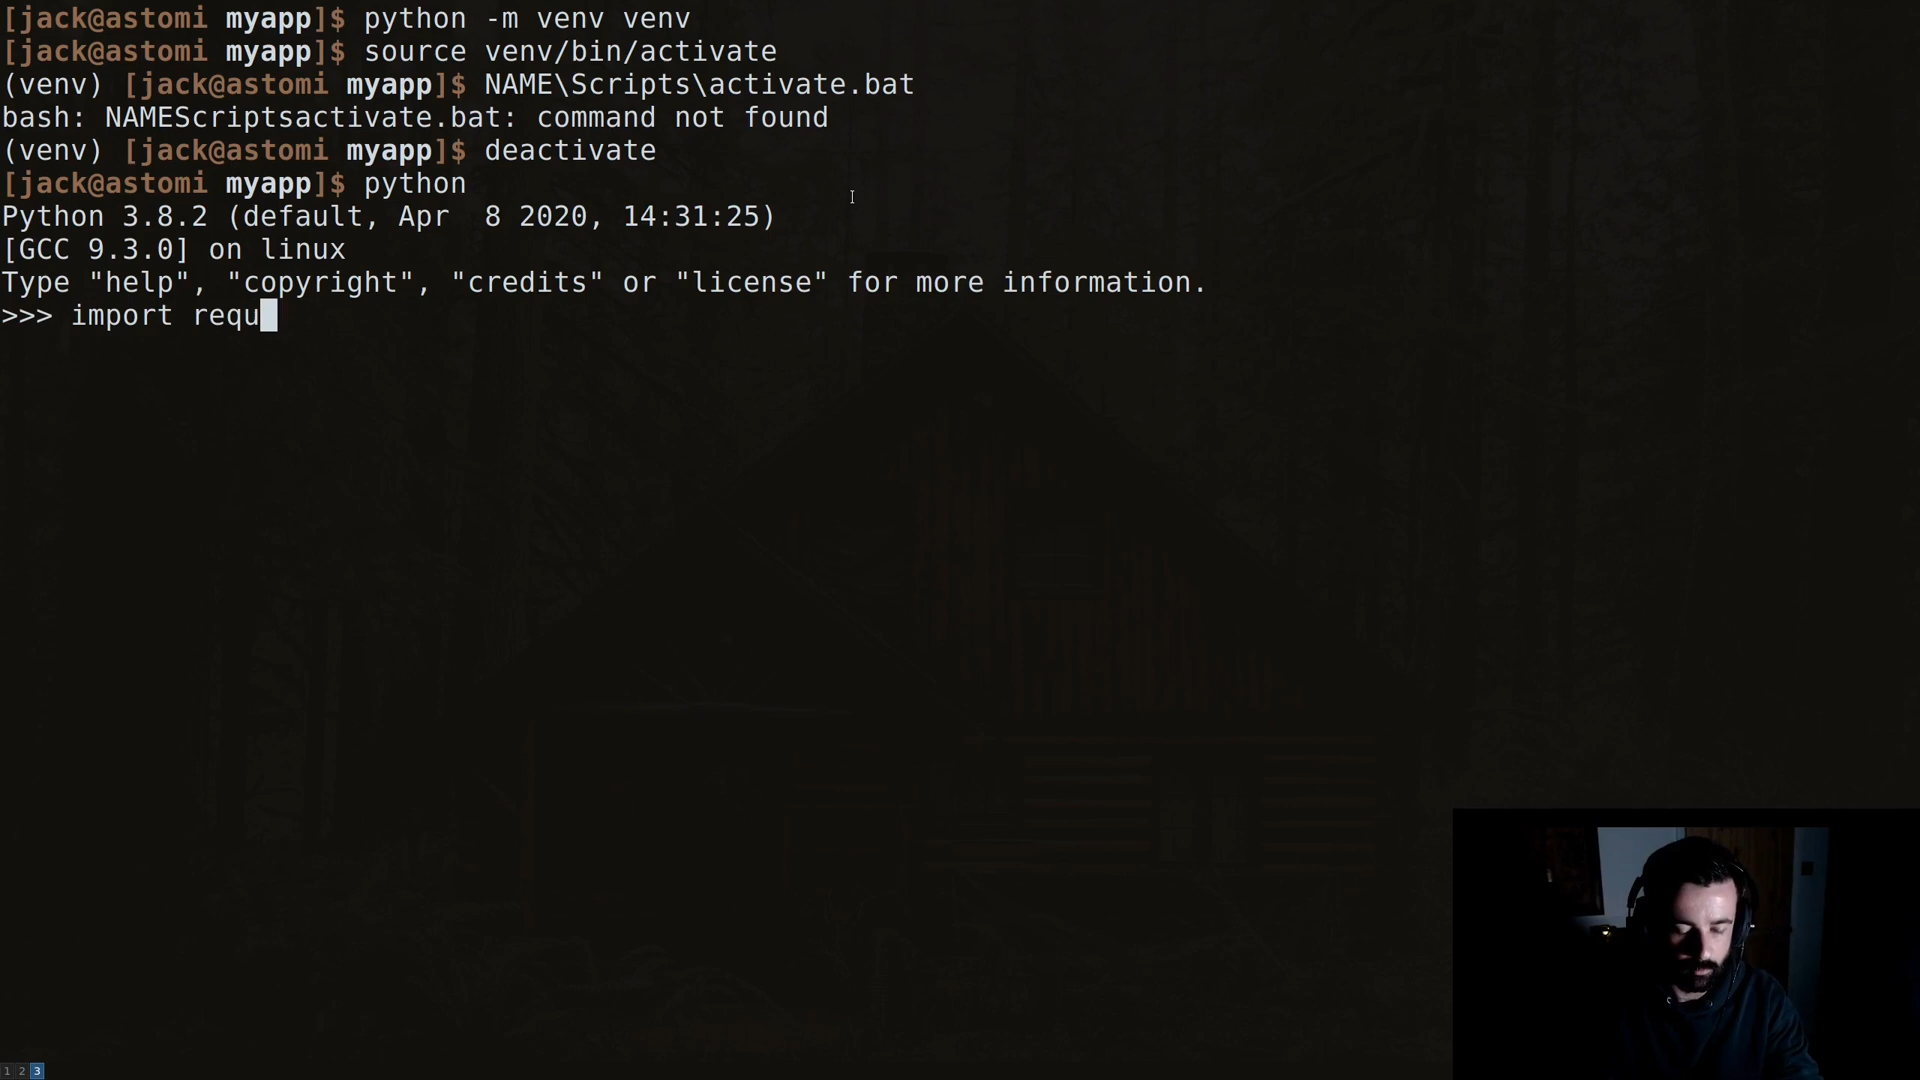 [jack@astomi myapp]$ python -m venv venv
[jack@astomi myapp]$ source venv/bin/activate
(venv) [jack@astomi myapp]$ NAME\Scripts\activate.bat
bash: NAMEScriptsactivate.bat: command not found
(venv) [jack@astomi myapp]$ deactivate
[jack@astomi myapp]$ python
Python 3.8.2 (default, Apr  8 2020, 14:31:25)
[GCC 9.3.0] on linux
Type "help", "copyright", "credits" or "license" for more information.
>>> import requ
1 2 3